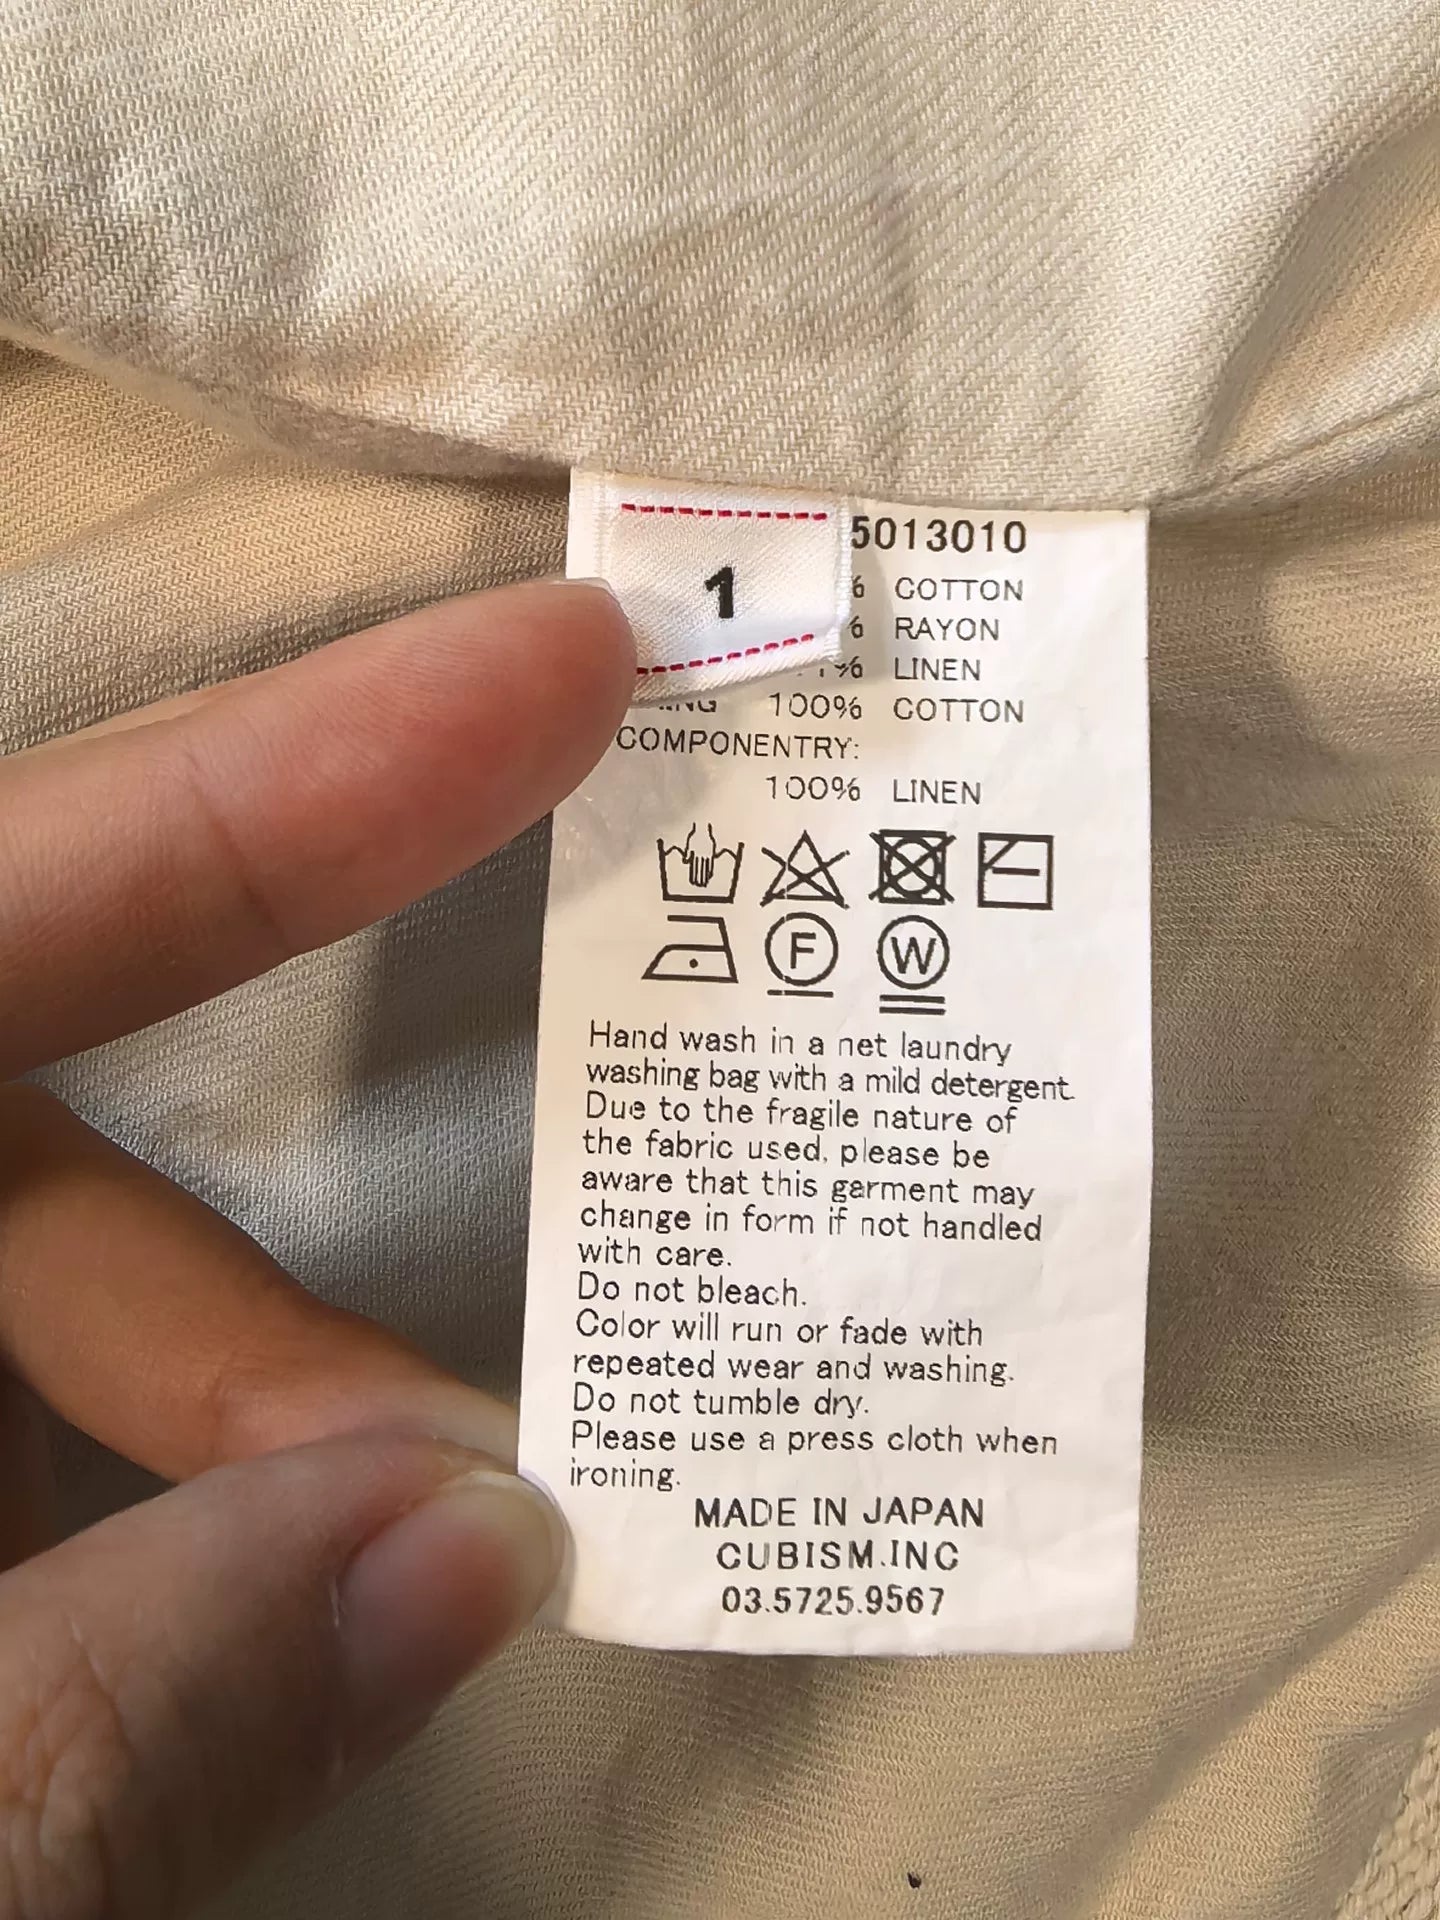 1
5013010
% COTTON
% RAYON
% LINEN
100% COTTON
COMPONENTRY:
100% LINEN
F
W
Hand wash in a net laundry
washing bag with a mild detergent.
Due to the fragile nature of
the fabric used, please be
aware that this garment may
change in form if not handled
with care.
Do not bleach.
Color will run or fade with
repeated wear and washing.
Do not tumble dry.
Please use a press cloth when
ironing.
MADE IN JAPAN
CUBISM.INC
03.5725.9567